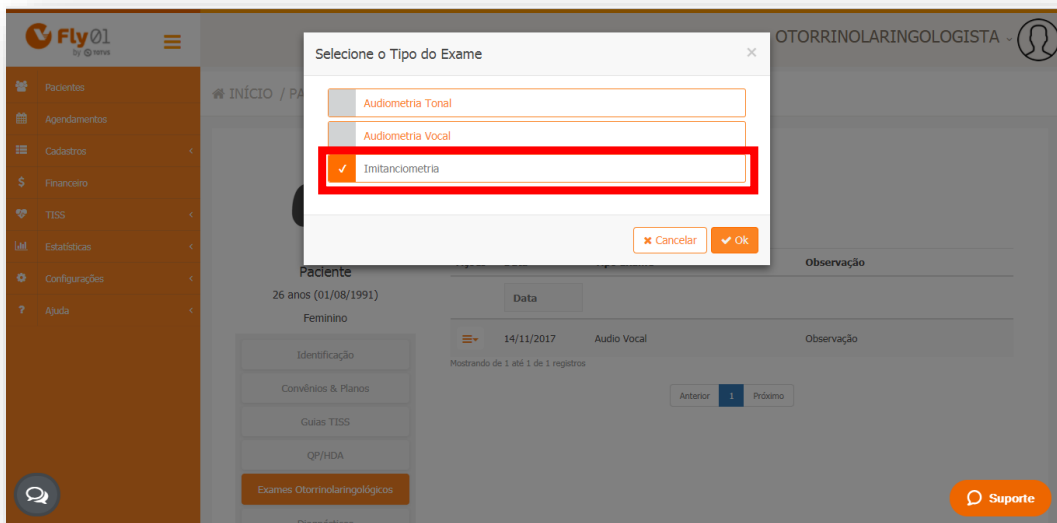 Fly01
by nerva
OTORRINOLARINGOLOGISTA
Selecione o Tipo do Exame
×
INÍCIO / PA
Audiometria Tonal
Audiometria Vocal
Imitanciometria
Cancelar
Ok
Pacientes
Agendamentos
Cadastros
Financeiro
TISS
Estatísticas
Configurações
Ajuda
Paciente
26 anos (01/08/1991)
Feminino
Identificação
Convênios & Planos
Guias TISS
QP/HDA
Exames Otorrinolaringológicos
Observação
Data
14/11/2017 Audio Vocal Observação
Mostrando de 1 até 1 de 1 registros
Anterior 1 Próximo
Suporte